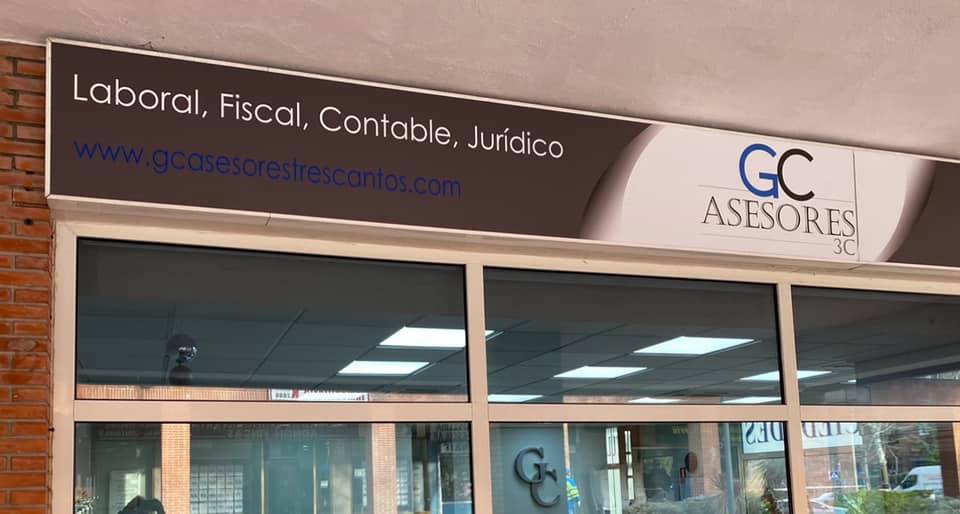 Laboral, Fiscal, Contable, Jurídico
www.gcasesorestrescantos.com
GC
ASESORES
3C
GC